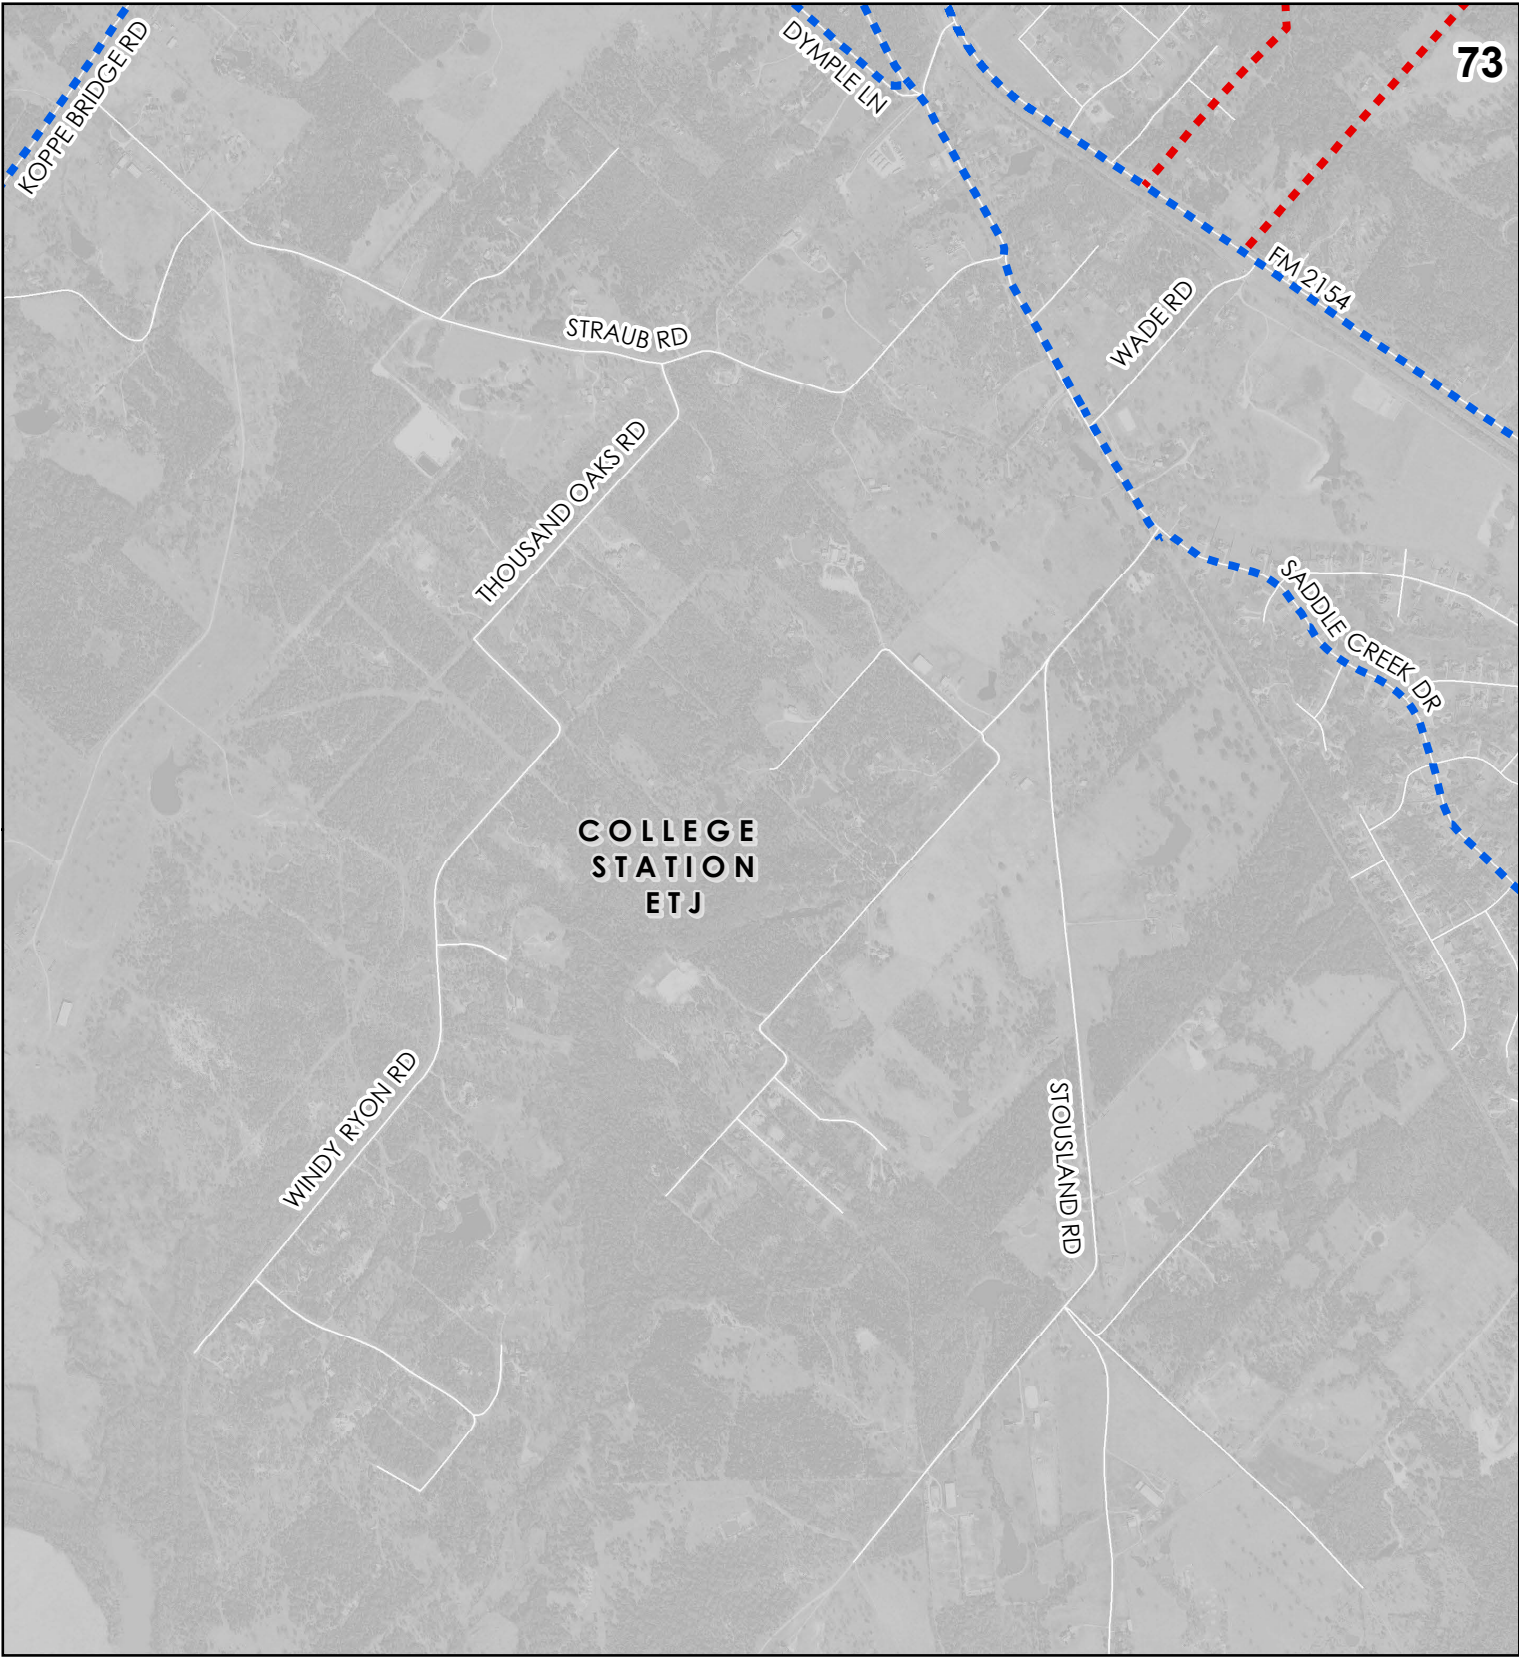 KOPPE BRIDGE RD
DYMPLE LN
73
FM 2154
WADE RD
STRAUB RD
THOUSAND OAKS RD
SADDLE CREEK DR
COLLEGE
STATION
ETJ
WINDY RYON RD
STOUSLAND RD